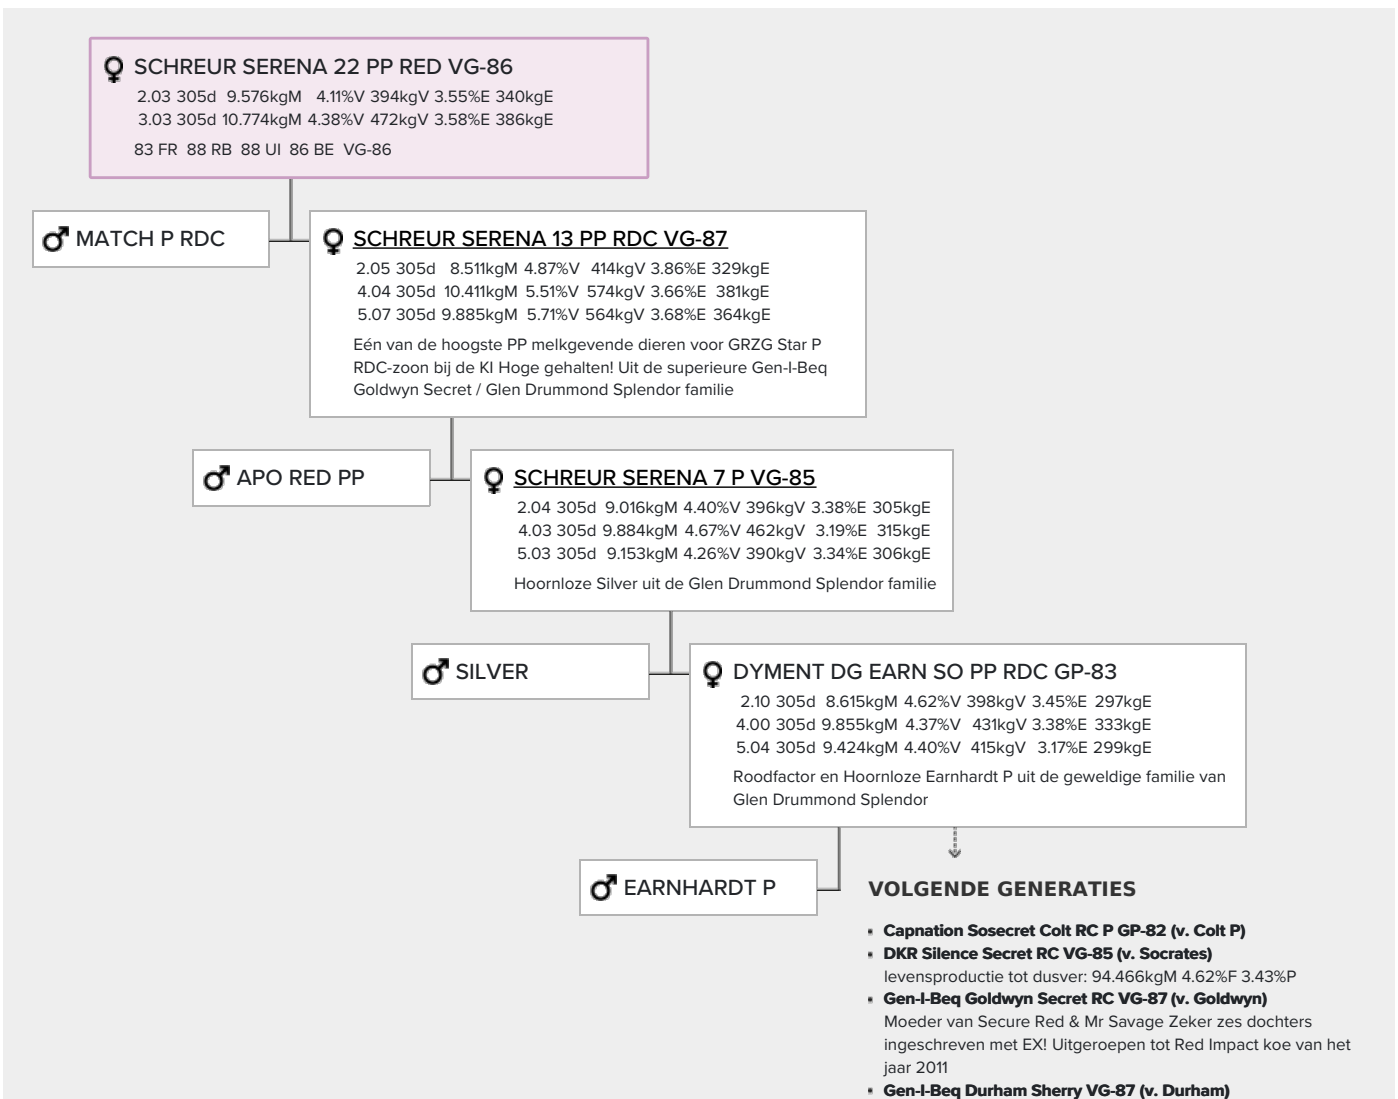 SCHREUR SERENA 22 PP RED VG-86
2.03 305d 9.576kgM 4.11%V 394kgV 3.55%E 340kgE
3.03 305d 10.774kgM 4.38%V 472kgV 3.58%E 386kgE
83 FR 88 RB 88 UI 86 BE VG-86
MATCH P RDC
SCHREUR SERENA 13 PP RDC VG-87
2.05 305d 8.511kgM 4.87%V 414kgV 3.86%E 329kgE
4.04 305d 10.411kgM 5.51%V 574kgV 3.66%E 381kgE
5.07 305d 9.885kgM 5.71%V 564kgV 3.68%E 364kgE
Eén van de hoogste PP melkgevende dieren voor GRZG Star P
RDC-zoon bij de KI Hoge gehalten! Uit de superieure Gen-I-Beq
Goldwyn Secret / Glen Drummond Splendor familie
APO RED PP
SCHREUR SERENA 7 P VG-85
2.04 305d 9.016kgM 4.40%V 396kgV 3.38%E 305kgE
4.03 305d 9.884kgM 4.67%V 462kgV 3.19%E 315kgE
5.03 305d 9.153kgM 4.26%V 390kgV 3.34%E 306kgE
Hoornloze Silver uit de Glen Drummond Splendor familie
SILVER
DYMENT DG EARN SO PP RDC GP-83
2.10 305d 8.615kgM 4.62%V 398kgV 3.45%E 297kgE
4.00 305d 9.855kgM 4.37%V 431kgV 3.38%E 333kgE
5.04 305d 9.424kgM 4.40%V 415kgV 3.17%E 299kgE
Roodfactor en Hoornloze Earnhardt P uit de geweldige familie van
Glen Drummond Splendor
EARNHARDT P
VOLGENDE GENERATIES
Capnation Sosecret Colt RC P GP-82 (v. Colt P)
DKR Silence Secret RC VG-85 (v. Socrates)
levensproductie tot dusver: 94.466kgM 4.62%F 3.43%P
Gen-I-Beq Goldwyn Secret RC VG-87 (v. Goldwyn)
Moeder van Secure Red & Mr Savage Zeker zes dochters
ingeschreven met EX! Uitgeroepen tot Red Impact koe van het
jaar 2011
Gen-I-Beq Durham Sherry VG-87 (v. Durham)